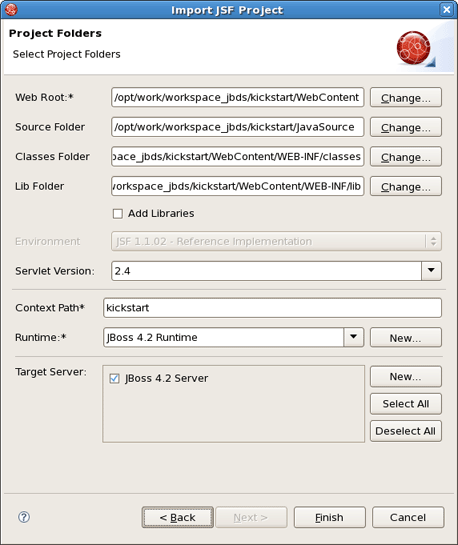 Import JSF Project
Project Folders
Select Project Folders
Web Root:* /opt/work/workspace_jbds/kickstart/WebContent Change...
Source Folder /opt/work/workspace_jbds/kickstart/JavaSource Change...
Classes Folder pace_jbds/kickstart/WebContent/WEB-INF/classes Change...
Lib Folder workspace_jbds/kickstart/WebContent/WEB-INF/lib Change...
Add Libraries
Environment JSF 1.1.02 - Reference Implementation
Servlet Version: 2.4
Context Path* kickstart
Runtime:* JBoss 4.2 Runtime New...
Target Server: JBoss 4.2 Server New...
Select All
Deselect All
? < Back Next > Finish Cancel